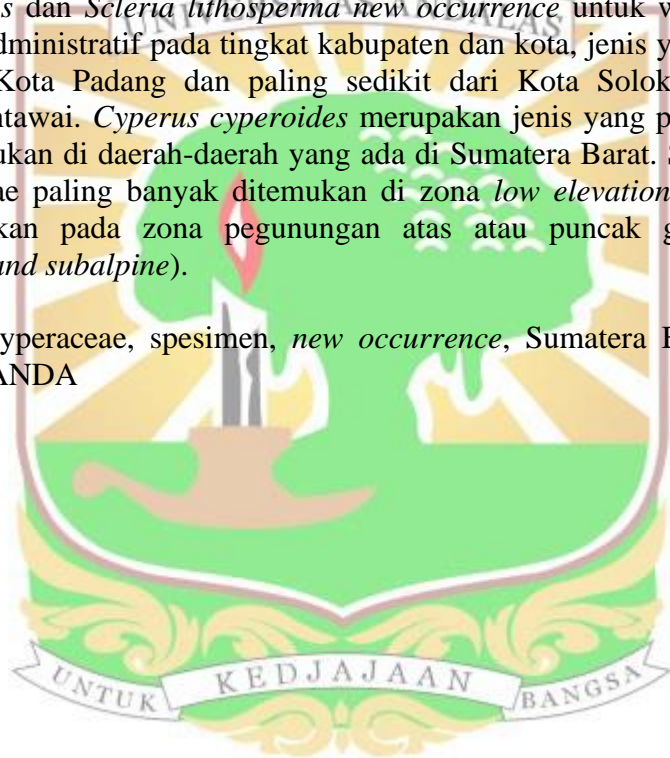 s dan Scleria lithosperma new occurrence untuk w
dministratif pada tingkat kabupaten dan kota, jenis y
Kota Padang dan paling sedikit dari Kota Solok
ntawai. Cyperus cyperoides merupakan jenis yang p
ukan di daerah-daerah yang ada di Sumatera Barat. S
ae paling banyak ditemukan di zona low elevation
kan pada zona pegunungan atas atau puncak g
and subalpine).
yperaceae, spesimen, new occurrence, Sumatera B
ANDA
UNTUK KEDJAJAAN BANGSA